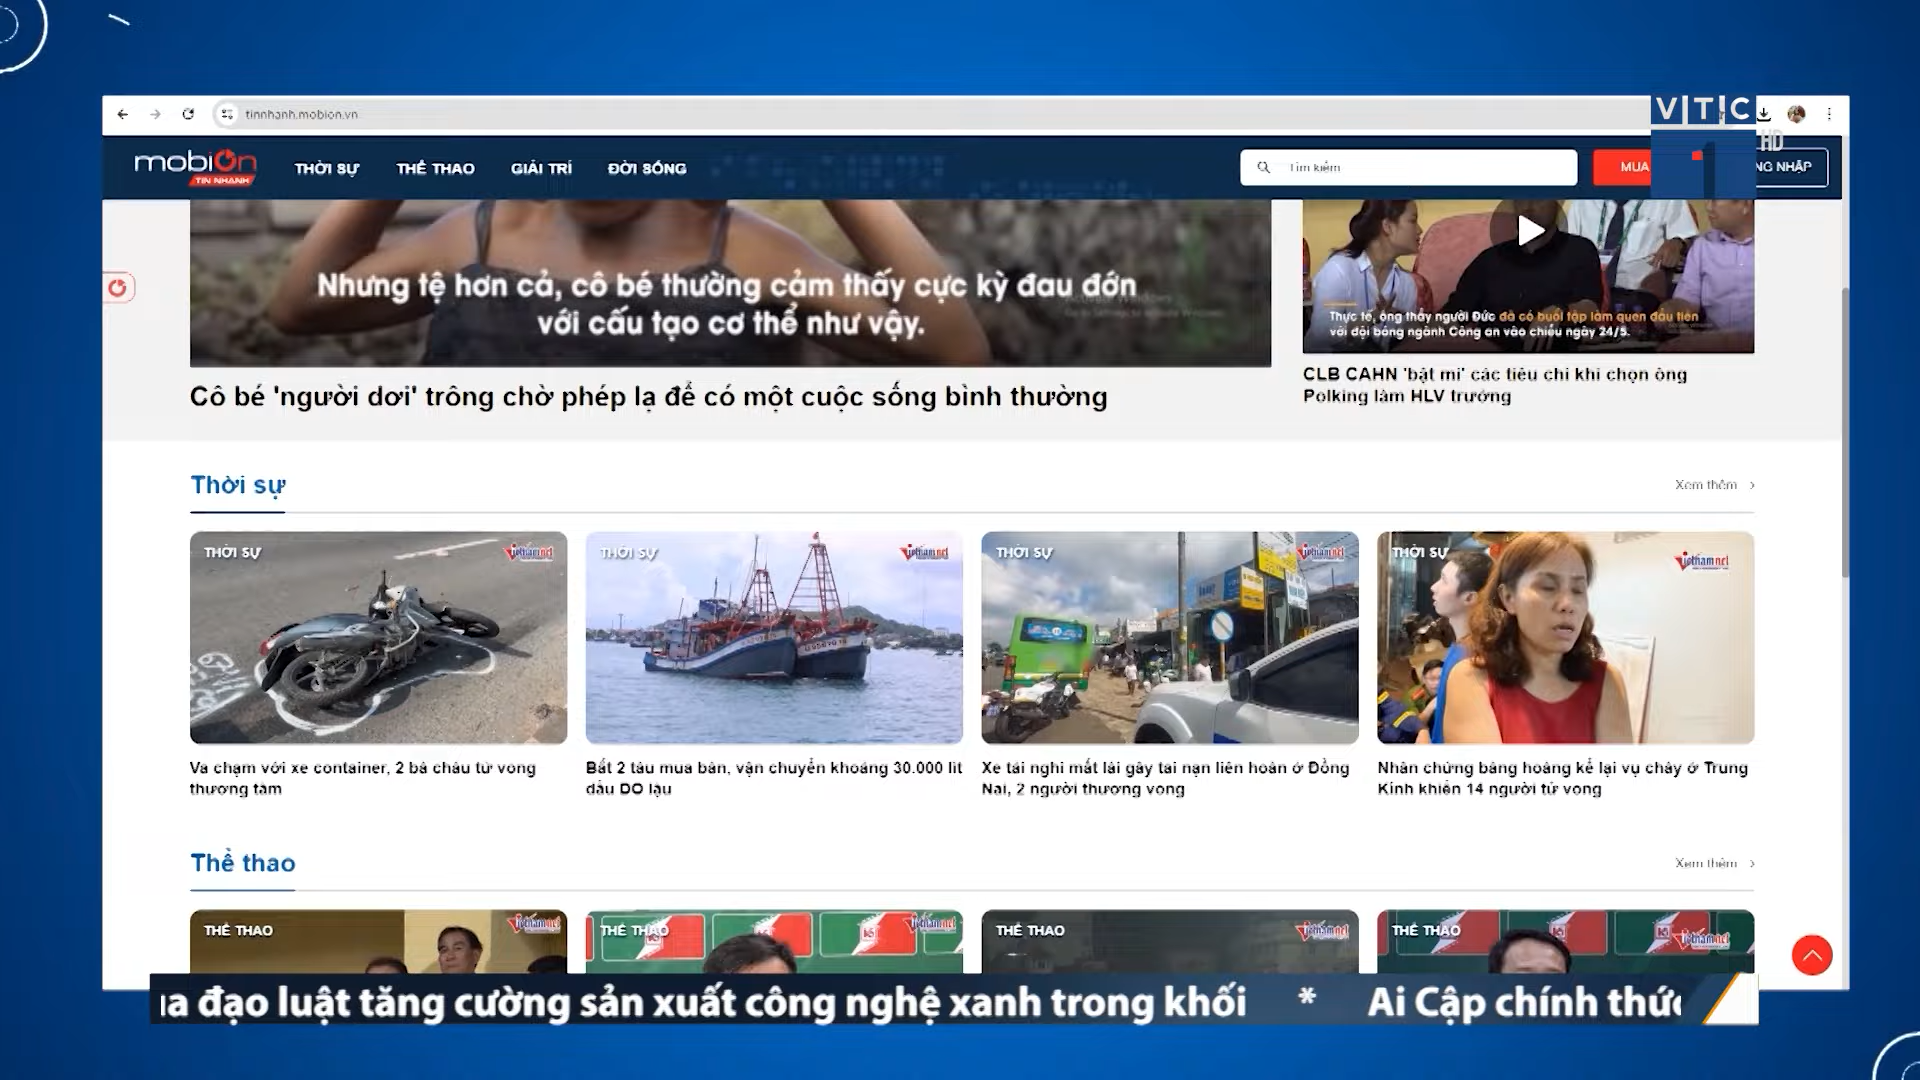 tinnhanh.mobion.vn
VTC
1
HD
mobion
TIN NHANH
THỜI SỰ
THỂ THAO
GIẢI TRÍ
ĐỜI SỐNG
Tìm kiếm
MUA
NG NHẬP
Nhưng tệ hơn cả, cô bé thường cảm thấy cực kỳ đau đớn
với cấu tạo cơ thể như vậy.
Thực tế, ông thầy người Đức đã có buổi tập làm quen đầu tiên
với đội bóng ngành Công an vào chiều ngày 24/5.
Cô bé 'người dơi' trông chờ phép lạ để có một cuộc sống bình thường
CLB CAHN 'bật mí' các tiêu chí khi chọn ông
Polking làm HLV trưởng
Thời sự
Xem thêm
THỜI SỰ
vietnamnet
THỜI SỰ
vietnamnet
THỜI SỰ
vietnamnet
THỜI SỰ
vietnamnet
Va chạm với xe container, 2 bà cháu tử vong
thương tâm
Bắt 2 tàu mua bán, vận chuyển khoảng 30.000 lít
dầu DO lậu
Xe tải nghi mất lái gây tai nạn liên hoàn ở Đồng
Nai, 2 người thương vong
Nhân chứng bàng hoàng kể lại vụ cháy ở Trung
Kính khiến 14 người tử vong
Thể thao
Xem thêm
THỂ THAO
vietnamnet
THỂ THAO
vietnamnet
THỂ THAO
vietnamnet
THỂ THAO
vietnamnet
đạo luật tăng cường sản xuất công nghệ xanh trong khối * Ai Cập chính thức